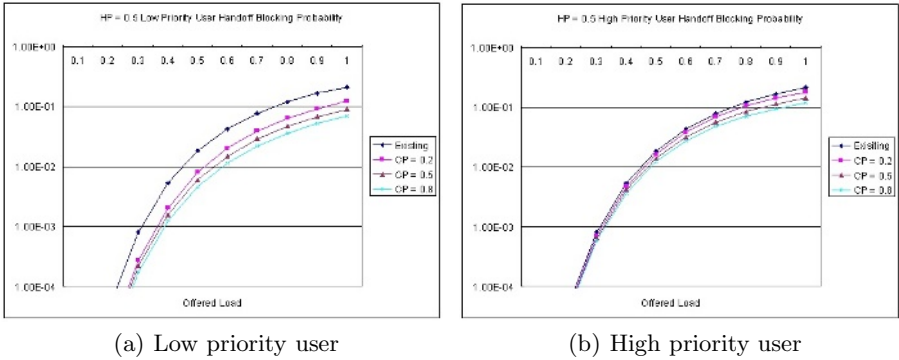 HP = 0.5 Low Priority User Handoff Blocking Probability
1.00E+00
0.1 0.2 0.3 0.4 0.5 0.6 0.7 0.8 0.9 1
1.00E-01
1.00E-02
1.00E-03
1.00E-04
Offered Load
Existing
CP = 0.2
CP = 0.5
CP = 0.8
(a) Low priority user
HP = 0.5 High Priority User Handoff Blocking Probability
1.00E+00
0.1 0.2 0.3 0.4 0.5 0.6 0.7 0.8 0.9 1
1.00E-01
1.00E-02
1.00E-03
1.00E-04
Offered Load
Exisiling
CP = 0.2
CP = 0.5
CP = 0.8
(b) High priority user